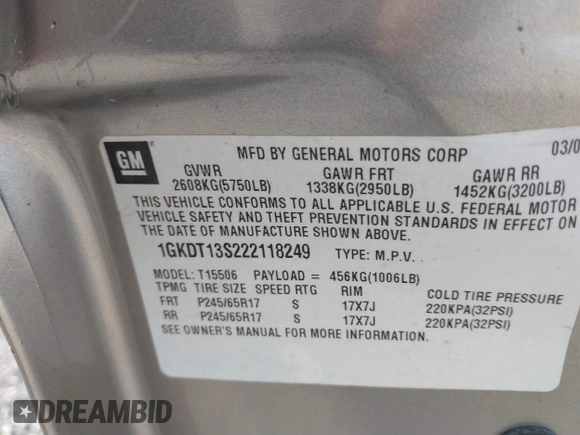 GM
MFD BY GENERAL MOTORS CORP 03/0
GVWR GAWR FRT GAWR RR
2608KG(5750LB) 1338KG(2950LB) 1452KG(3200LB)
THIS VEHICLE CONFORMS TO ALL APPLICABLE U.S. FEDERAL MOTOR
VEHICLE SAFETY AND THEFT PREVENTION STANDARDS IN EFFECT ON
THE DATE OF MANUFACTURE SHOWN ABOVE.
1GKDT13S222118249 TYPE: M.P.V.
MODEL: T15506 PAYLOAD = 456KG(1006LB)
TPMG TIRE SIZE SPEED RTG RIM COLD TIRE PRESSURE
FRT P245/65R17 S 17X7J 220KPA(32PSI)
RR P245/65R17 S 17X7J 220KPA(32PSI)
SEE OWNER'S MANUAL FOR MORE INFORMATION.
DREAMBID